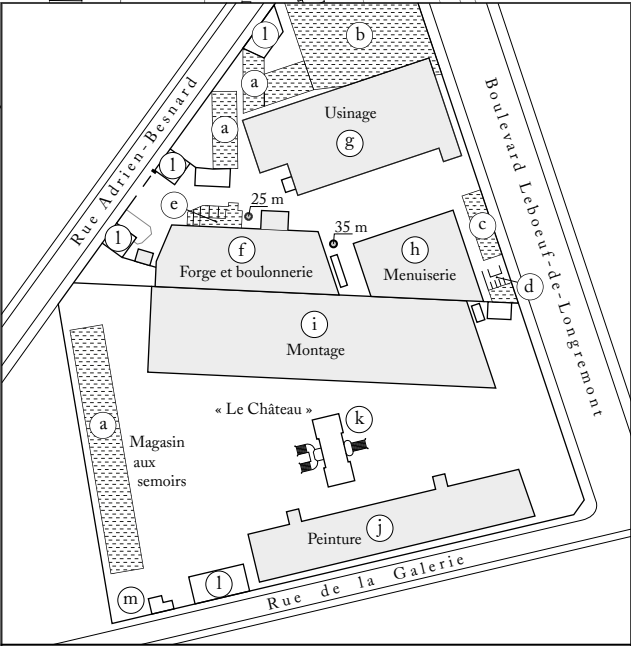 l
b
a
Usinage
g
a
Rue Adrien-Besnard
Boulevard Leboeuf-de-Longremont
l
e
25 m
35 m
c
l
f
Forge et boulonnerie
h
Menuiserie
d
i
Montage
a
« Le Château »
k
Magasin
aux
semoirs
Peinture
j
l
m
Rue de la Galerie